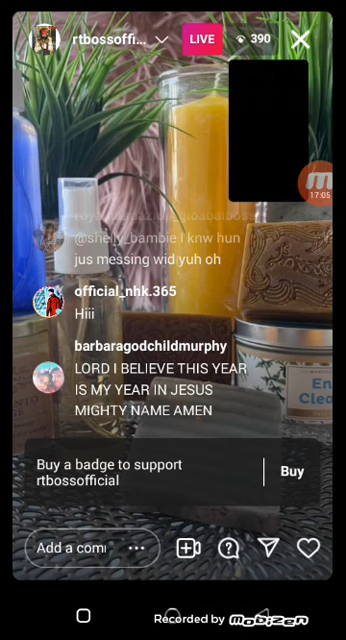 rtbossoffi...
LIVE
390
17:05
@shelly_bambie I knw hun
jus messing wid yuh oh
official_nhk.365
Hiii
barbaragodchildmurphy
LORD I BELIEVE THIS YEAR
IS MY YEAR IN JESUS
MIGHTY NAME AMEN
En
Clea
Buy a badge to support
rtbossofficial
Buy
Add a com
Recorded by mobizen